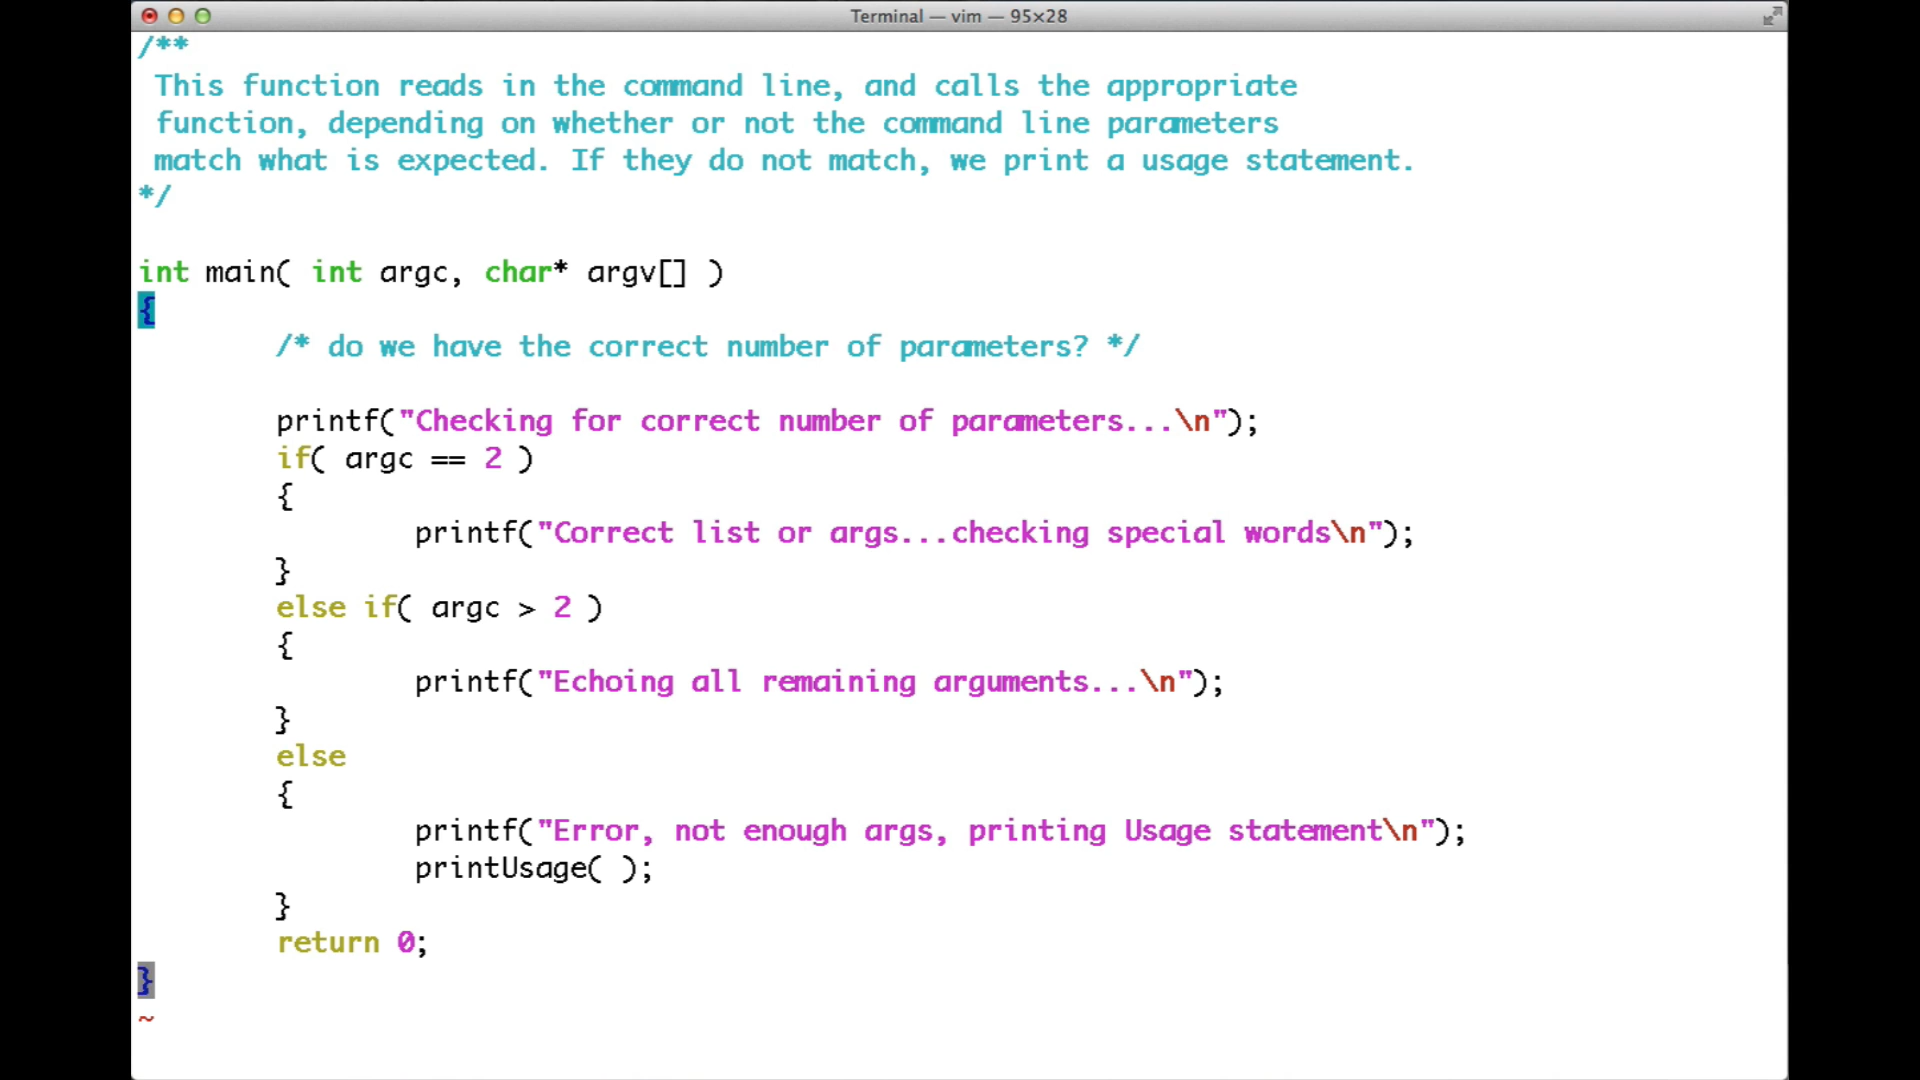 Terminal — vim — 95×28
/**
 This function reads in the command line, and calls the appropriate
 function, depending on whether or not the command line parameters
 match what is expected. If they do not match, we print a usage statement.
*/
int main( int argc, char* argv[] )
{
        /* do we have the correct number of parameters? */
        printf("Checking for correct number of parameters...\n");
        if( argc == 2 )
        {
                printf("Correct list or args...checking special words\n");
        }
        else if( argc > 2 )
        {
                printf("Echoing all remaining arguments...\n");
        }
        else
        {
                printf("Error, not enough args, printing Usage statement\n");
                printUsage( );
        }
        return 0;
}
~